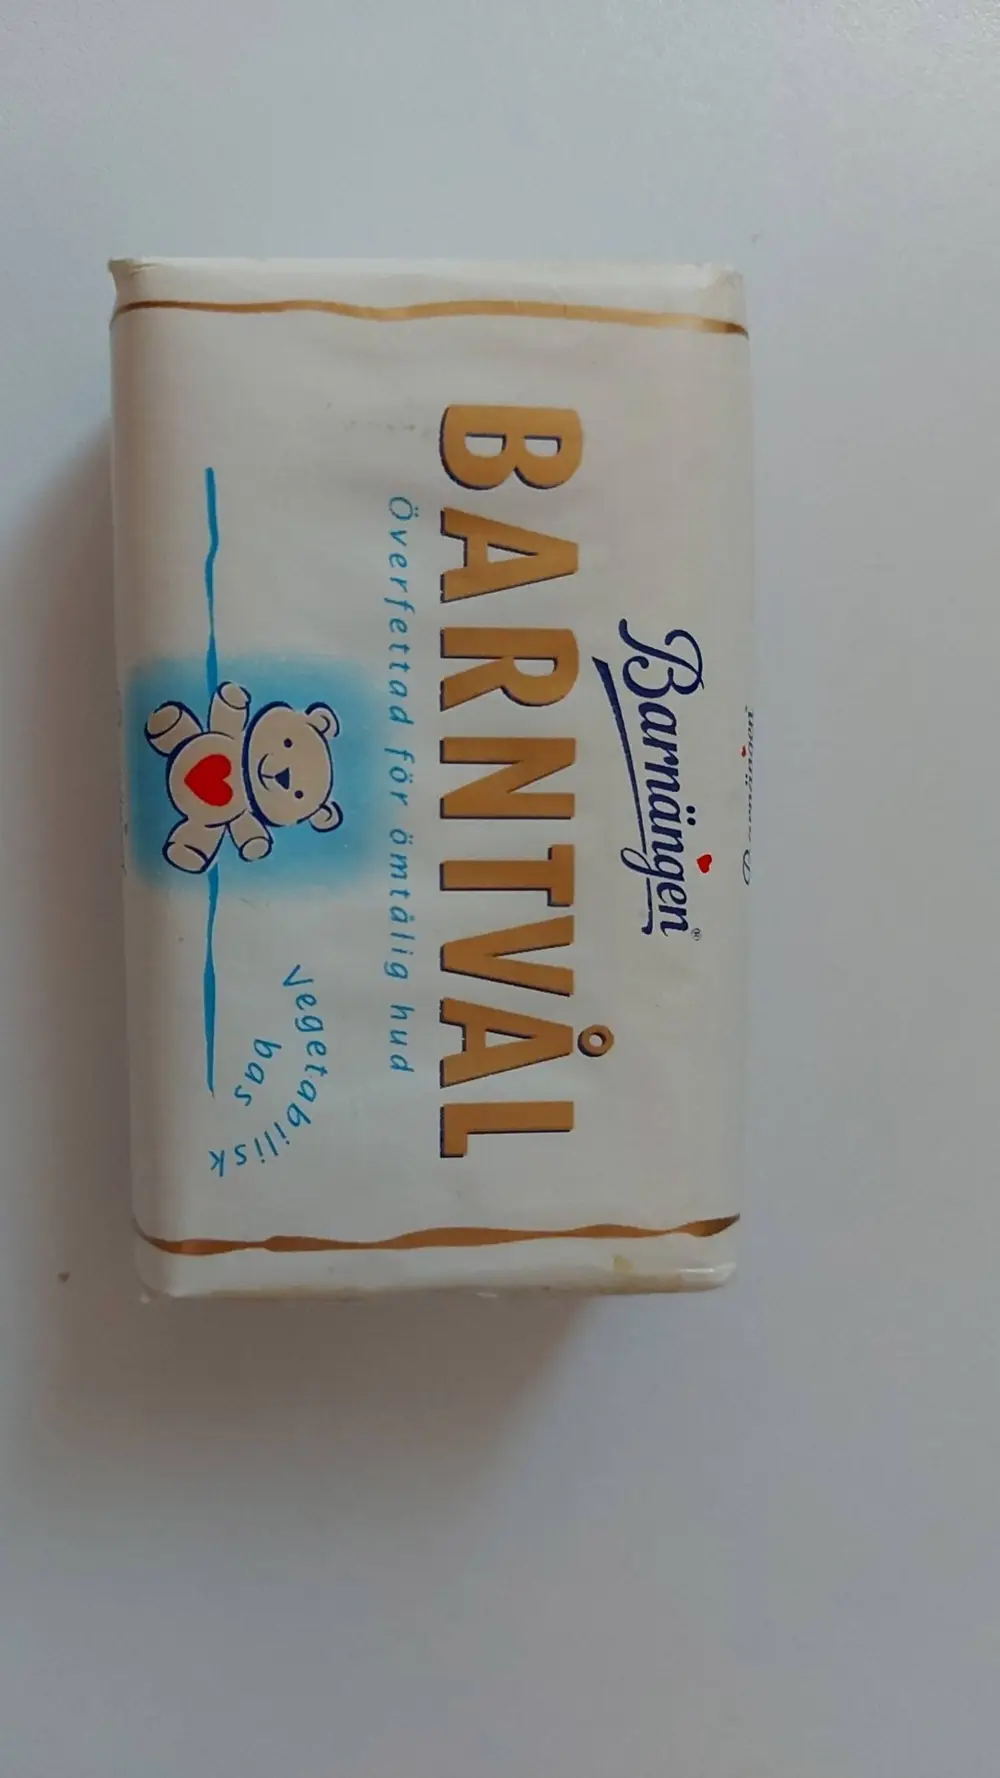 Barnängen®
BARNTVÅL
Överfettad för ömtålig hud
vegetabilisk
bas